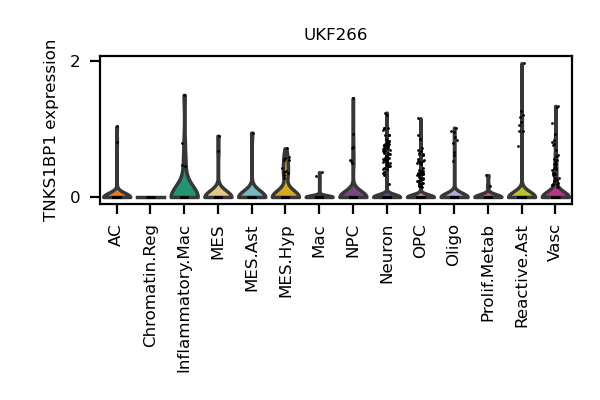 UKF266
TNKS1BP1 expression
2
0
AC
Chromatin.Reg
Inflammatory.Mac
MES
MES.Ast
MES.Hyp
Mac
NPC
Neuron
OPC
Oligo
Prolif.Metab
Reactive.Ast
Vasc